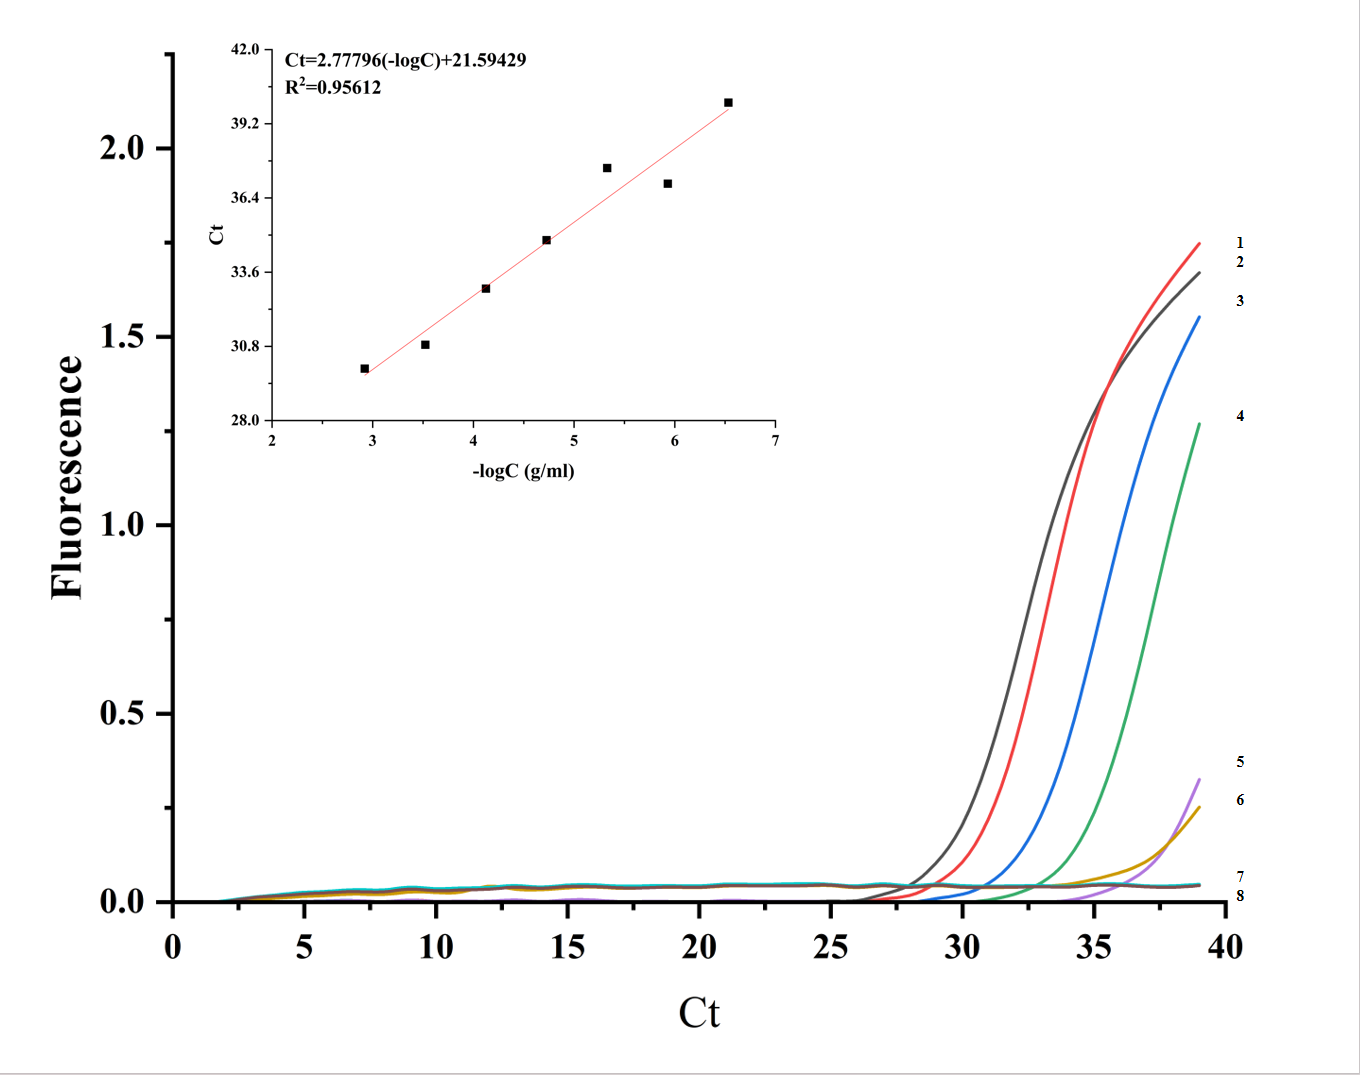 Ct=2.77796(-logC)+21.59429
R²=0.95612
42.0
39.2
36.4
33.6
30.8
28.0
Ct
2 3 4 5 6 7
-logC (g/ml)
2.0
1.5
1.0
0.5
0.0
Fluorescence
1
2
3
4
5
6
7
8
0 5 10 15 20 25 30 35 40
Ct